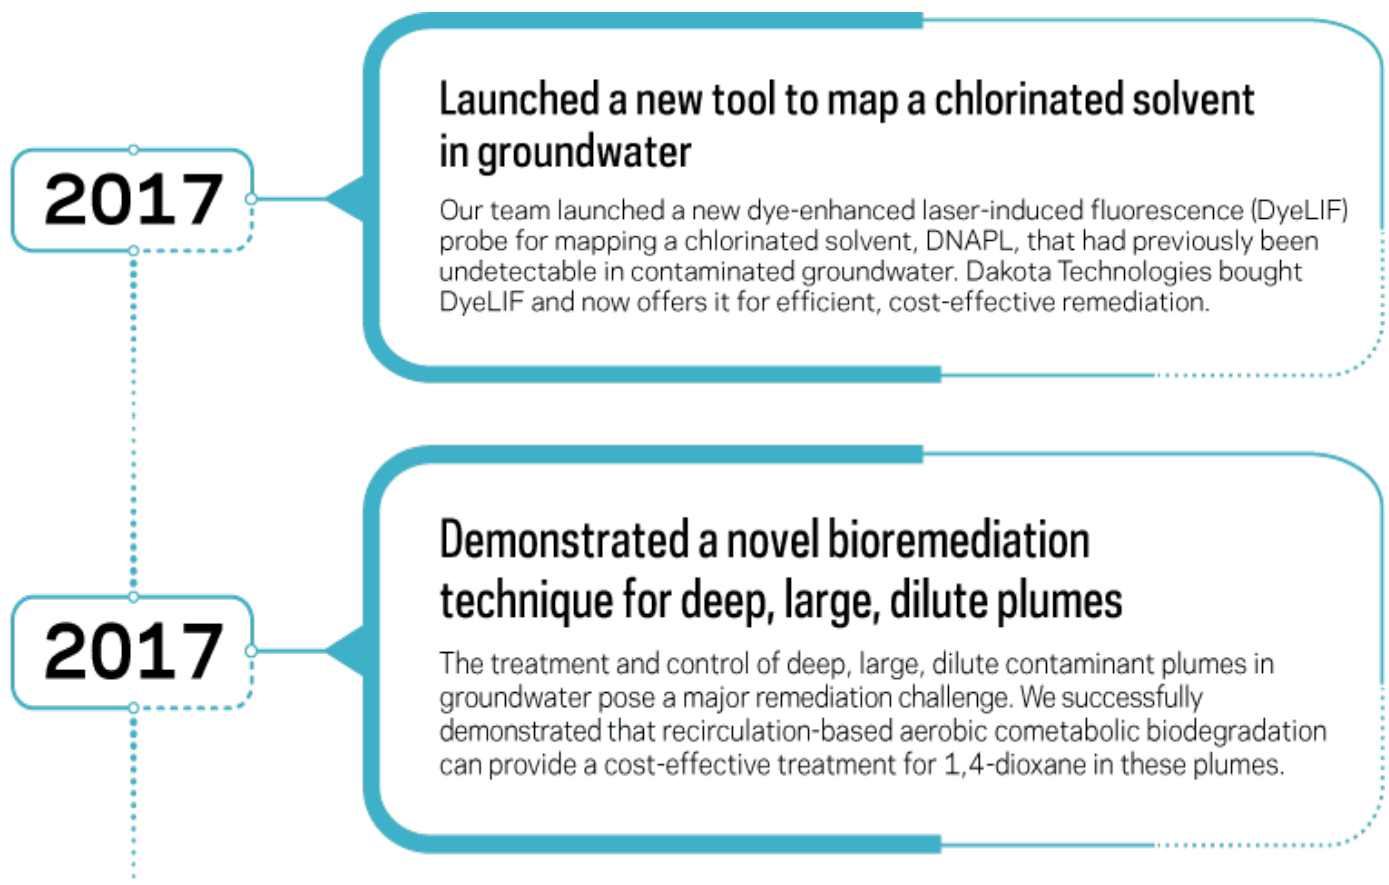 2017
Launched a new tool to map a chlorinated solvent
in groundwater
Our team launched a new dye-enhanced laser-induced fluorescence (DyeLIF)
probe for mapping a chlorinated solvent, DNAPL, that had previously been
undetectable in contaminated groundwater. Dakota Technologies bought
DyeLIF and now offers it for efficient, cost-effective remediation.
2017
Demonstrated a novel bioremediation
technique for deep, large, dilute plumes
The treatment and control of deep, large, dilute contaminant plumes in
groundwater pose a major remediation challenge. We successfully
demonstrated that recirculation-based aerobic cometabolic biodegradation
can provide a cost-effective treatment for 1,4-dioxane in these plumes.